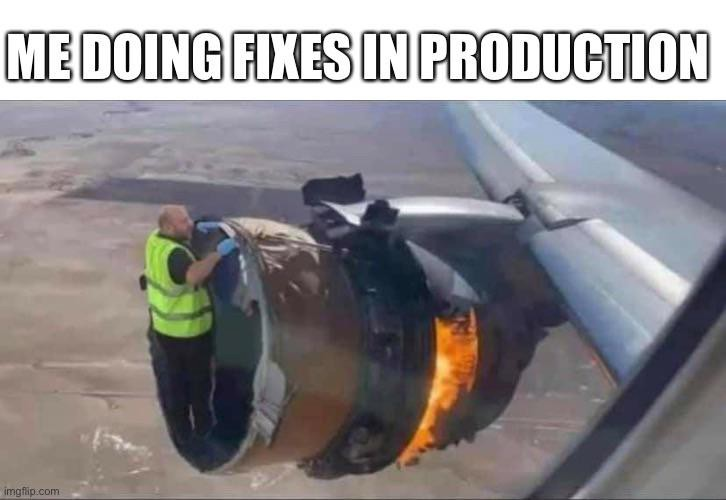 ME DOING FIXES IN PRODUCTION
imgflip.com